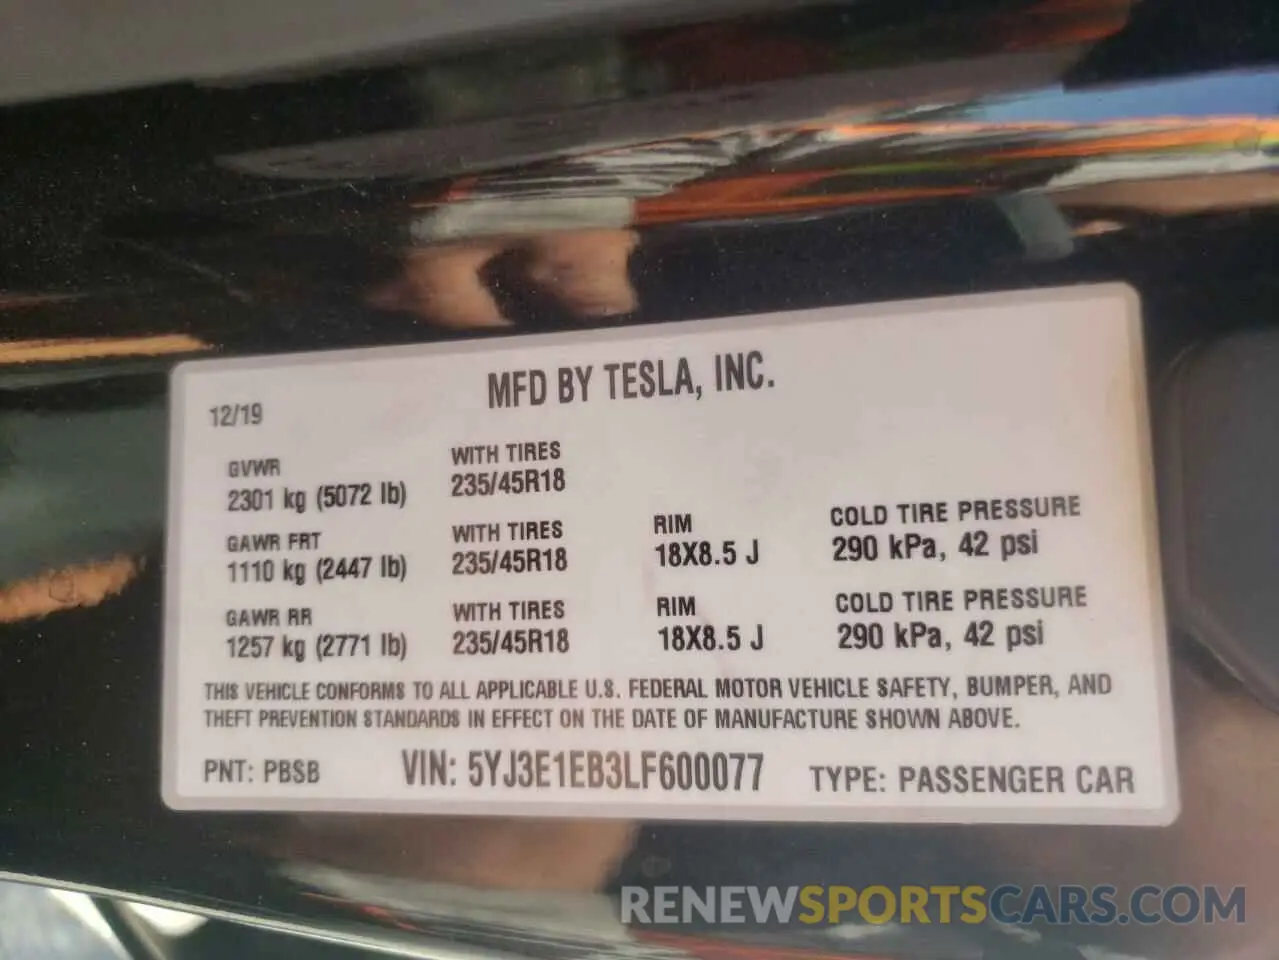 MFD BY TESLA, INC.
12/19
GVWR
2301 kg (5072 lb)
WITH TIRES
235/45R18
GAWR FRT
1110 kg (2447 lb)
WITH TIRES
235/45R18
RIM
18X8.5 J
COLD TIRE PRESSURE
290 kPa, 42 psi
GAWR RR
1257 kg (2771 lb)
WITH TIRES
235/45R18
RIM
18X8.5 J
COLD TIRE PRESSURE
290 kPa, 42 psi
THIS VEHICLE CONFORMS TO ALL APPLICABLE U.S. FEDERAL MOTOR VEHICLE SAFETY, BUMPER, AND
THEFT PREVENTION STANDARDS IN EFFECT ON THE DATE OF MANUFACTURE SHOWN ABOVE.
PNT: PBSB VIN: 5YJ3E1EB3LF600077 TYPE: PASSENGER CAR
RENEWSPORTSCARS.COM